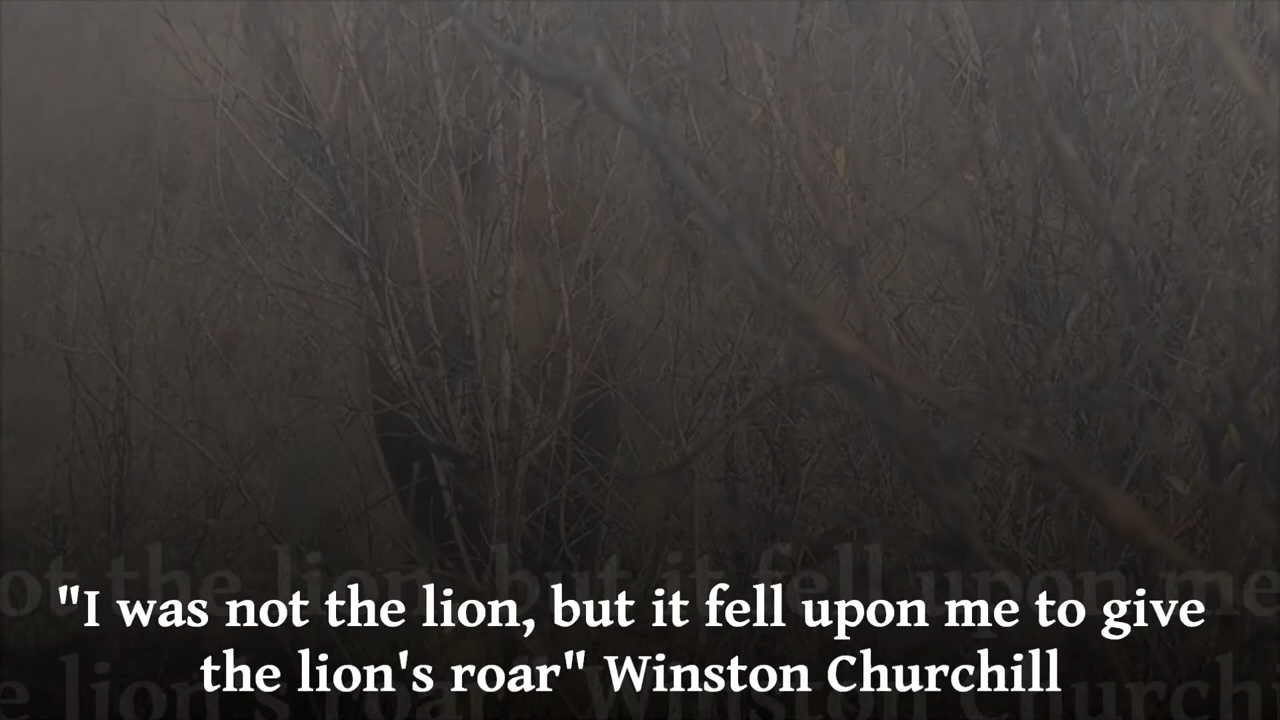 "I was not the lion, but it fell upon me to give
the lion's roar" Winston Churchill